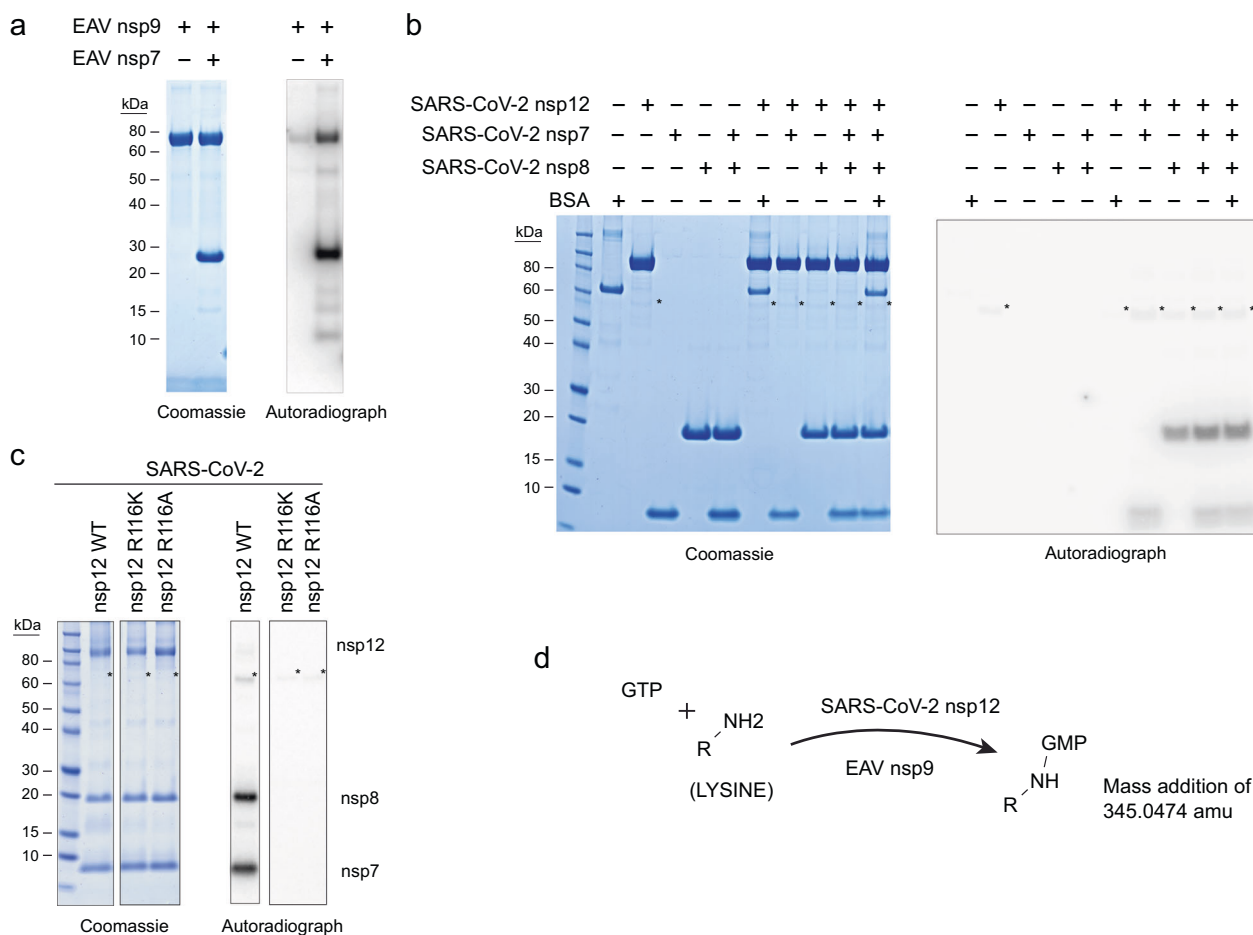 a
EAV nsp9 + + + +
EAV nsp7 – + – +
kDa
80
60
50
40
30
20
15
10
Coomassie Autoradiograph
b
SARS-CoV-2 nsp12 – + – – – + + + + + – + – – – + + + + +
SARS-CoV-2 nsp7 – – + – + – + – + + – – + – + – + – + +
SARS-CoV-2 nsp8 – – – + + – – + + + – – – + + – – + + +
BSA + – – – – + – – – + + – – – – + – – – +
kDa
80
60
50
40
30
20
15
10
* * * * * * * * * * *
Coomassie Autoradiograph
c
SARS-CoV-2
nsp12 WT
nsp12 R116K
nsp12 R116A
nsp12 WT
nsp12 R116K
nsp12 R116A
kDa
80
60
50
40
30
20
15
10
* * * * * *
nsp12
nsp8
nsp7
Coomassie Autoradiograph
d
GTP
+
NH2
R
(LYSINE)
SARS-CoV-2 nsp12
EAV nsp9
GMP
NH
R
Mass addition of
345.0474 amu